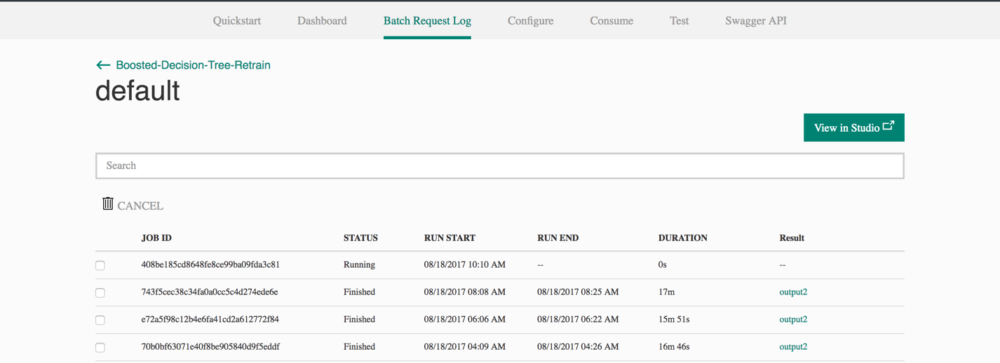 Quickstart Dashboard Batch Request Log Configure Consume Test Swagger API
← Boosted-Decision-Tree-Retrain
default
View in Studio
Search
CANCEL
JOB ID STATUS RUN START RUN END DURATION Result
408be185cd8648fe8ce99ba09fda3c81 Running 08/18/2017 10:10 AM -- 0s --
743f5cec38c34fa0a0cc5c4d274ede6e Finished 08/18/2017 08:08 AM 08/18/2017 08:25 AM 17m output2
e72a5f98c12b4e6fa41cd2a612772f84 Finished 08/18/2017 06:06 AM 08/18/2017 06:22 AM 15m 51s output2
70b0bf63071e40f8be905840d9f5eddf Finished 08/18/2017 04:09 AM 08/18/2017 04:26 AM 16m 46s output2